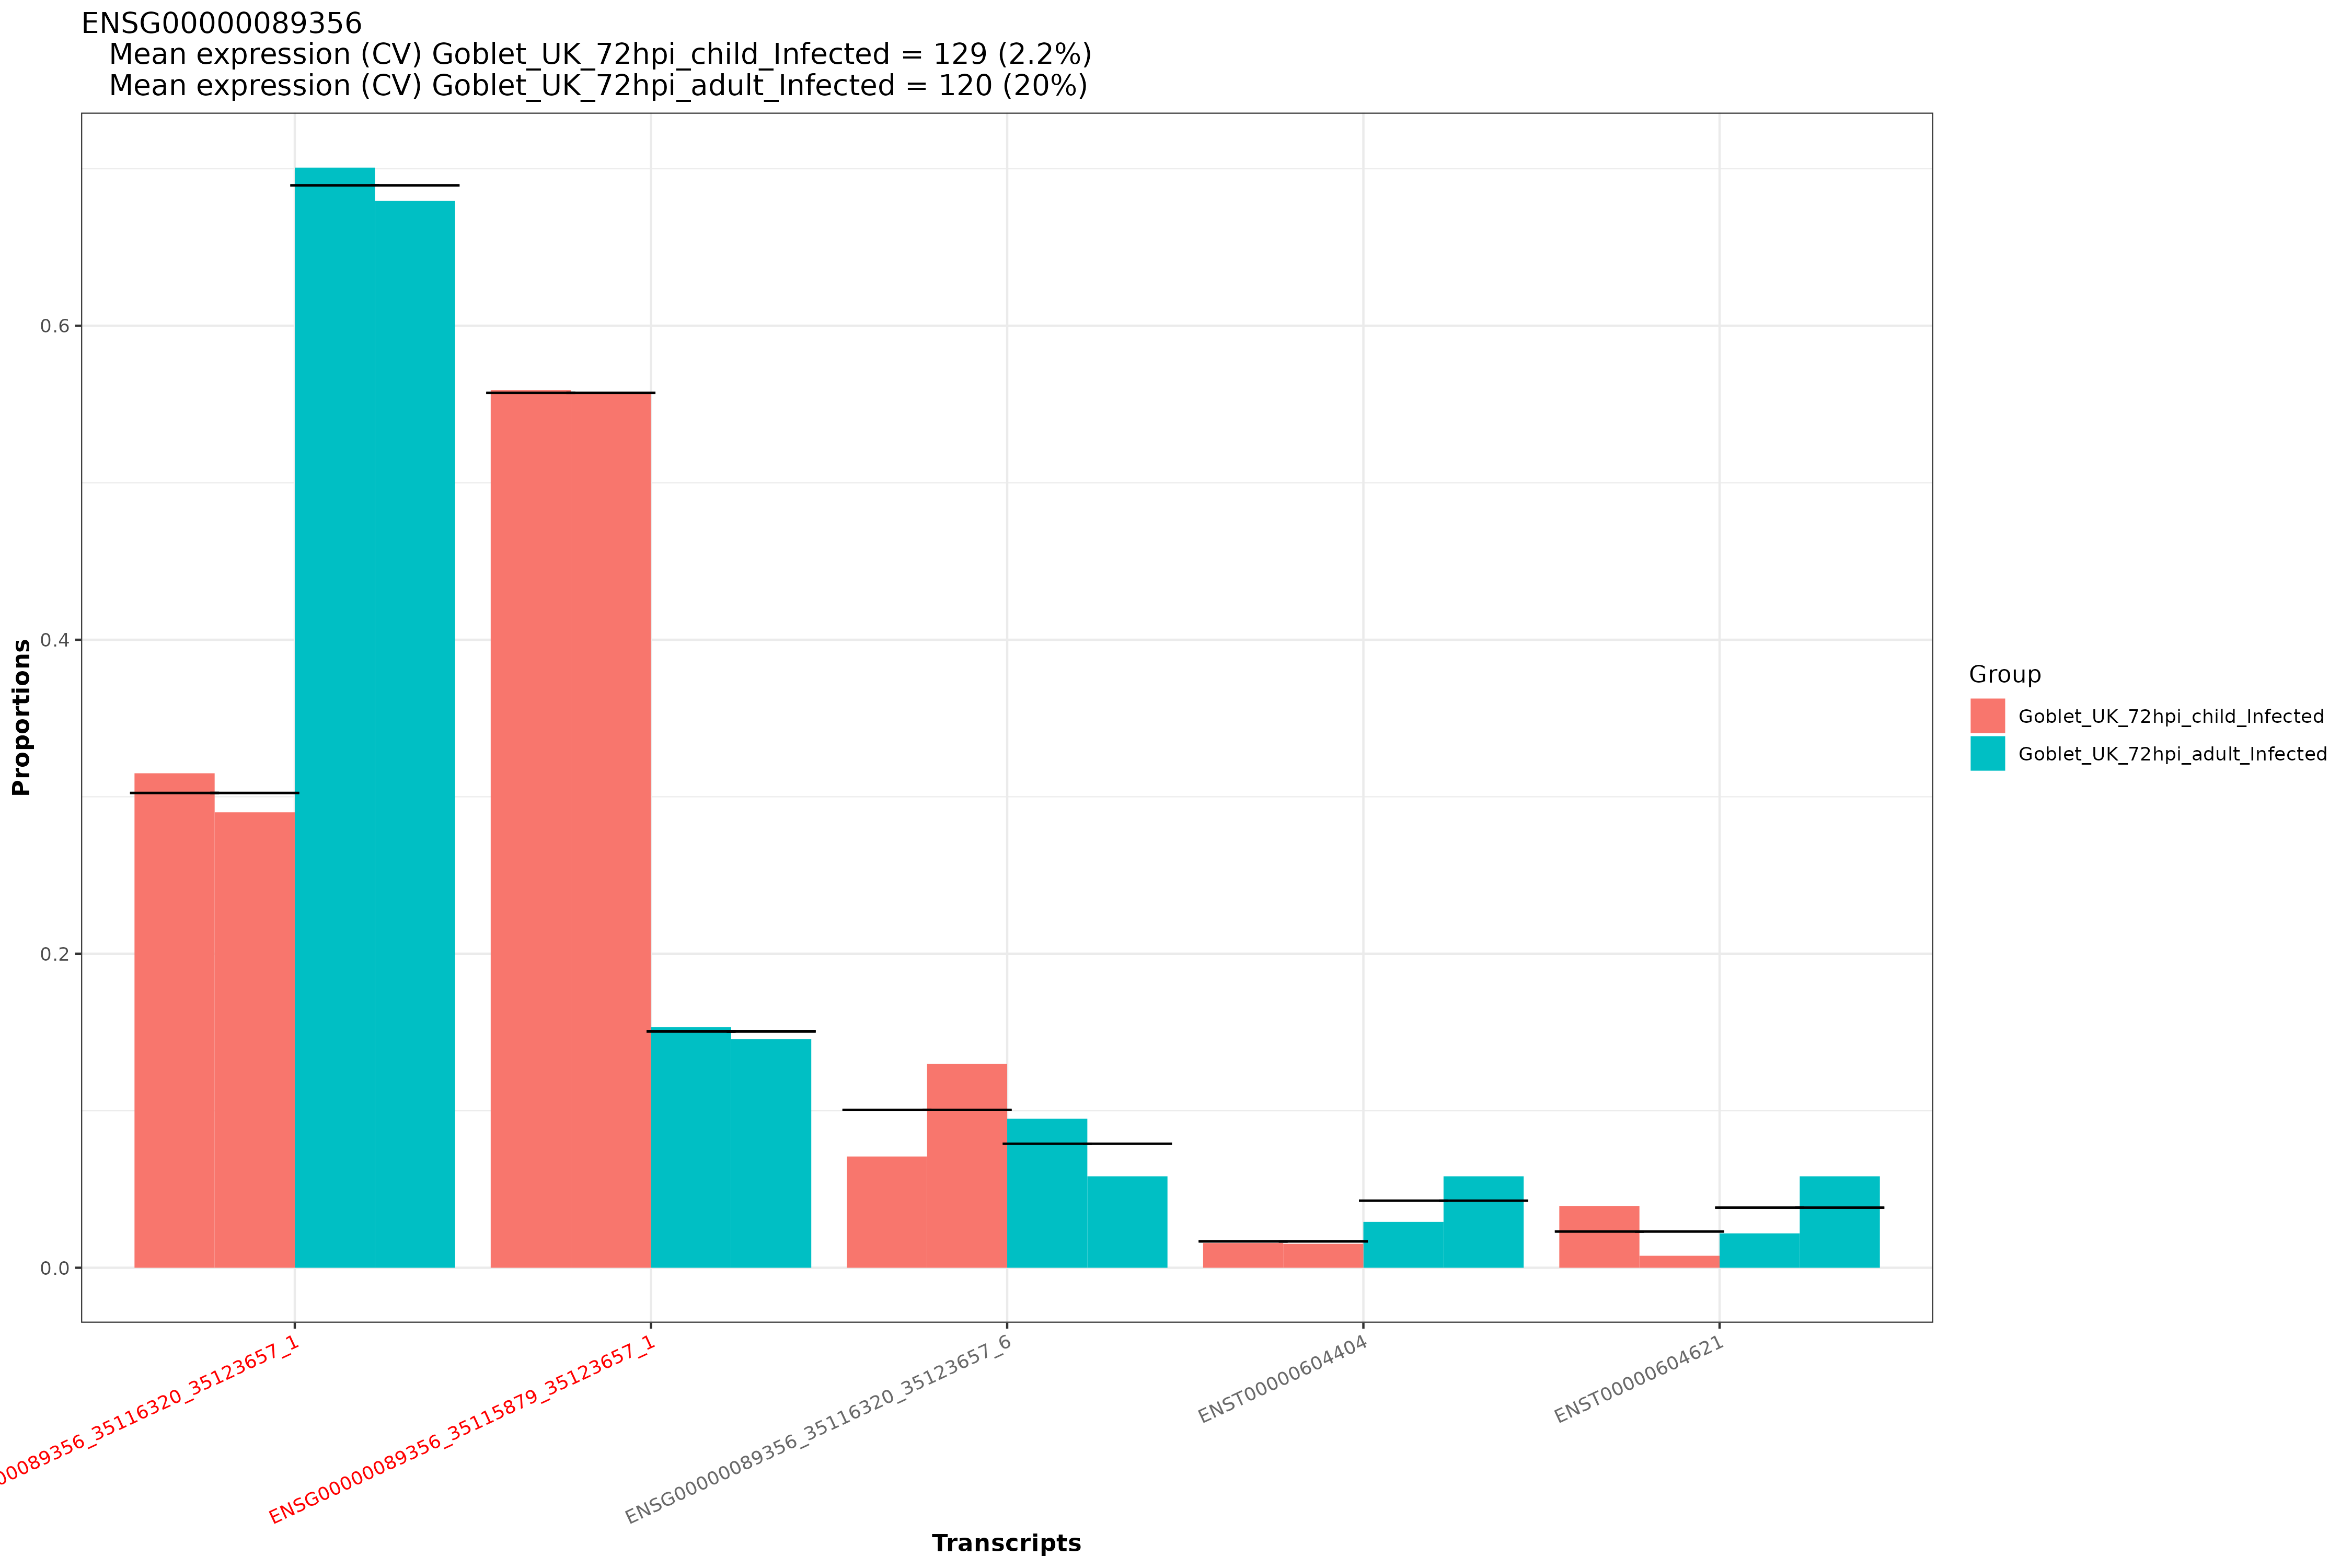 ENSG00000089356
Mean expression (CV) Goblet_UK_72hpi_child_Infected = 129 (2.2%)
Mean expression (CV) Goblet_UK_72hpi_adult_Infected = 120 (20%)
Proportions
0.6
0.4
0.2
0.0
Group
Goblet_UK_72hpi_child_Infected
Goblet_UK_72hpi_adult_Infected
00089356_35116320_35123657_1
ENSG00000089356_35115879_35123657_1
ENSG00000089356_35116320_35123657_6
ENST00000604404
ENST00000604621
Transcripts